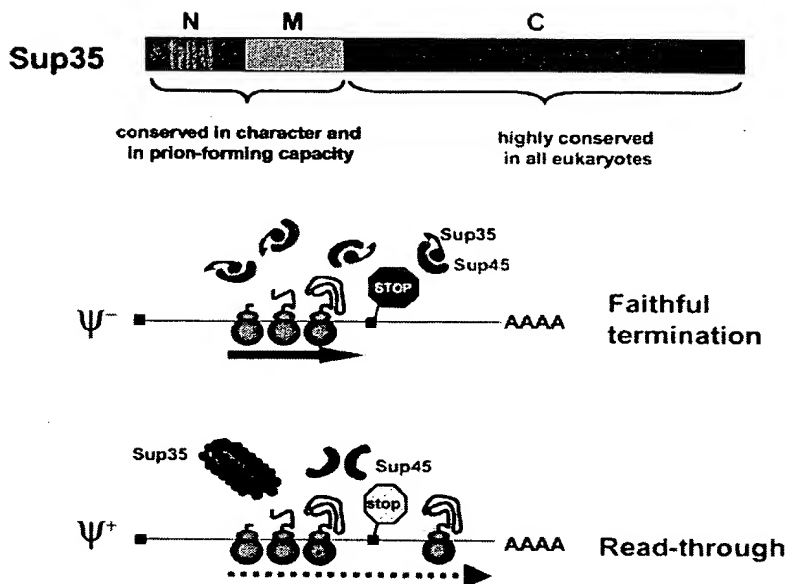 N M C
Sup35
conserved in character and
in prion-forming capacity
highly conserved
in all eukaryotes
Sup35
Sup45
STOP
Ψ⁻
AAAA
Faithful
termination
Sup35
Sup45
stop
Ψ⁺
AAAA
Read-through